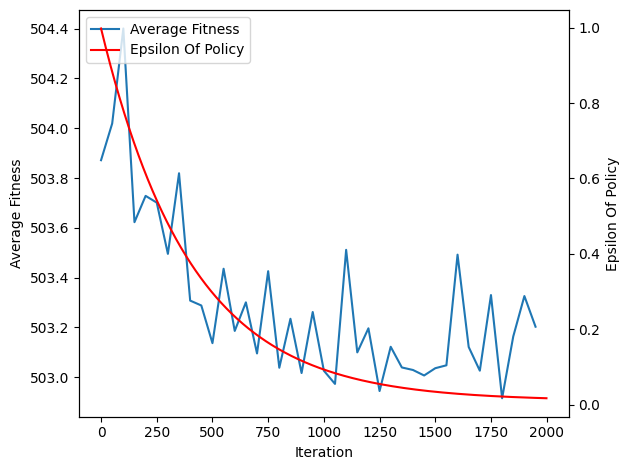 Average Fitness
Epsilon Of Policy
504.4
504.2
504.0
503.8
503.6
503.4
503.2
503.0
Average Fitness
1.0
0.8
0.6
0.4
0.2
0.0
Epsilon Of Policy
0 250 500 750 1000 1250 1500 1750 2000
Iteration